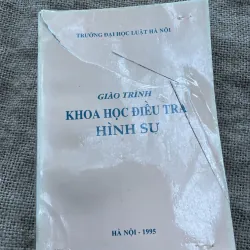 TRƯỜNG ĐẠI HỌC LUẬT HÀ NỘI
GIÁO TRÌNH
KHOA HỌC ĐIỀU TRA
HÌNH SỰ
HÀ NỘI - 1995